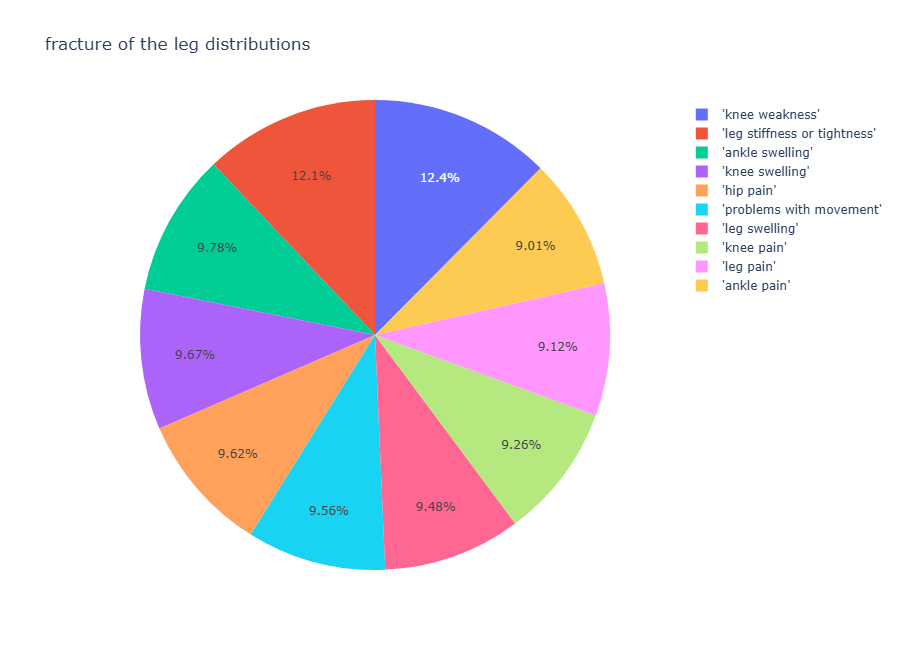 fracture of the leg distributions
'knee weakness'
'leg stiffness or tightness'
'ankle swelling'
'knee swelling'
'hip pain'
'problems with movement'
'leg swelling'
'knee pain'
'leg pain'
'ankle pain'
12.4%
12.1%
9.78%
9.67%
9.62%
9.56%
9.48%
9.26%
9.12%
9.01%